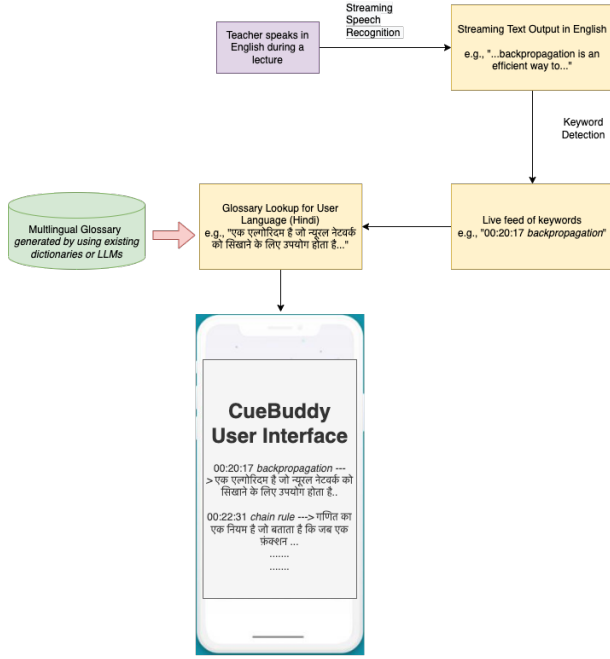 Teacher speaks in
English during a
lecture
Streaming
Speech
Recognition
Streaming Text Output in English
e.g., "...backpropagation is an
efficient way to..."
Keyword
Detection
Multlingual Glossary
generated by using existing
dictionaries or LLMs
Glossary Lookup for User
Language (Hindi)
e.g., "एक एल्गोरिदम है जो न्यूरल नेटवर्क
को सिखाने के लिए उपयोग होता है..."
Live feed of keywords
e.g., "00:20:17 backpropagation"
CueBuddy
User Interface
00:20:17 backpropagation ---
> एक एल्गोरिदम है जो न्यूरल नेटवर्क को
सिखाने के लिए उपयोग होता है..
00:22:31 chain rule ---> गणित का
एक नियम है जो बताता है कि जब एक
फ़ंक्शन ...
.......
.......